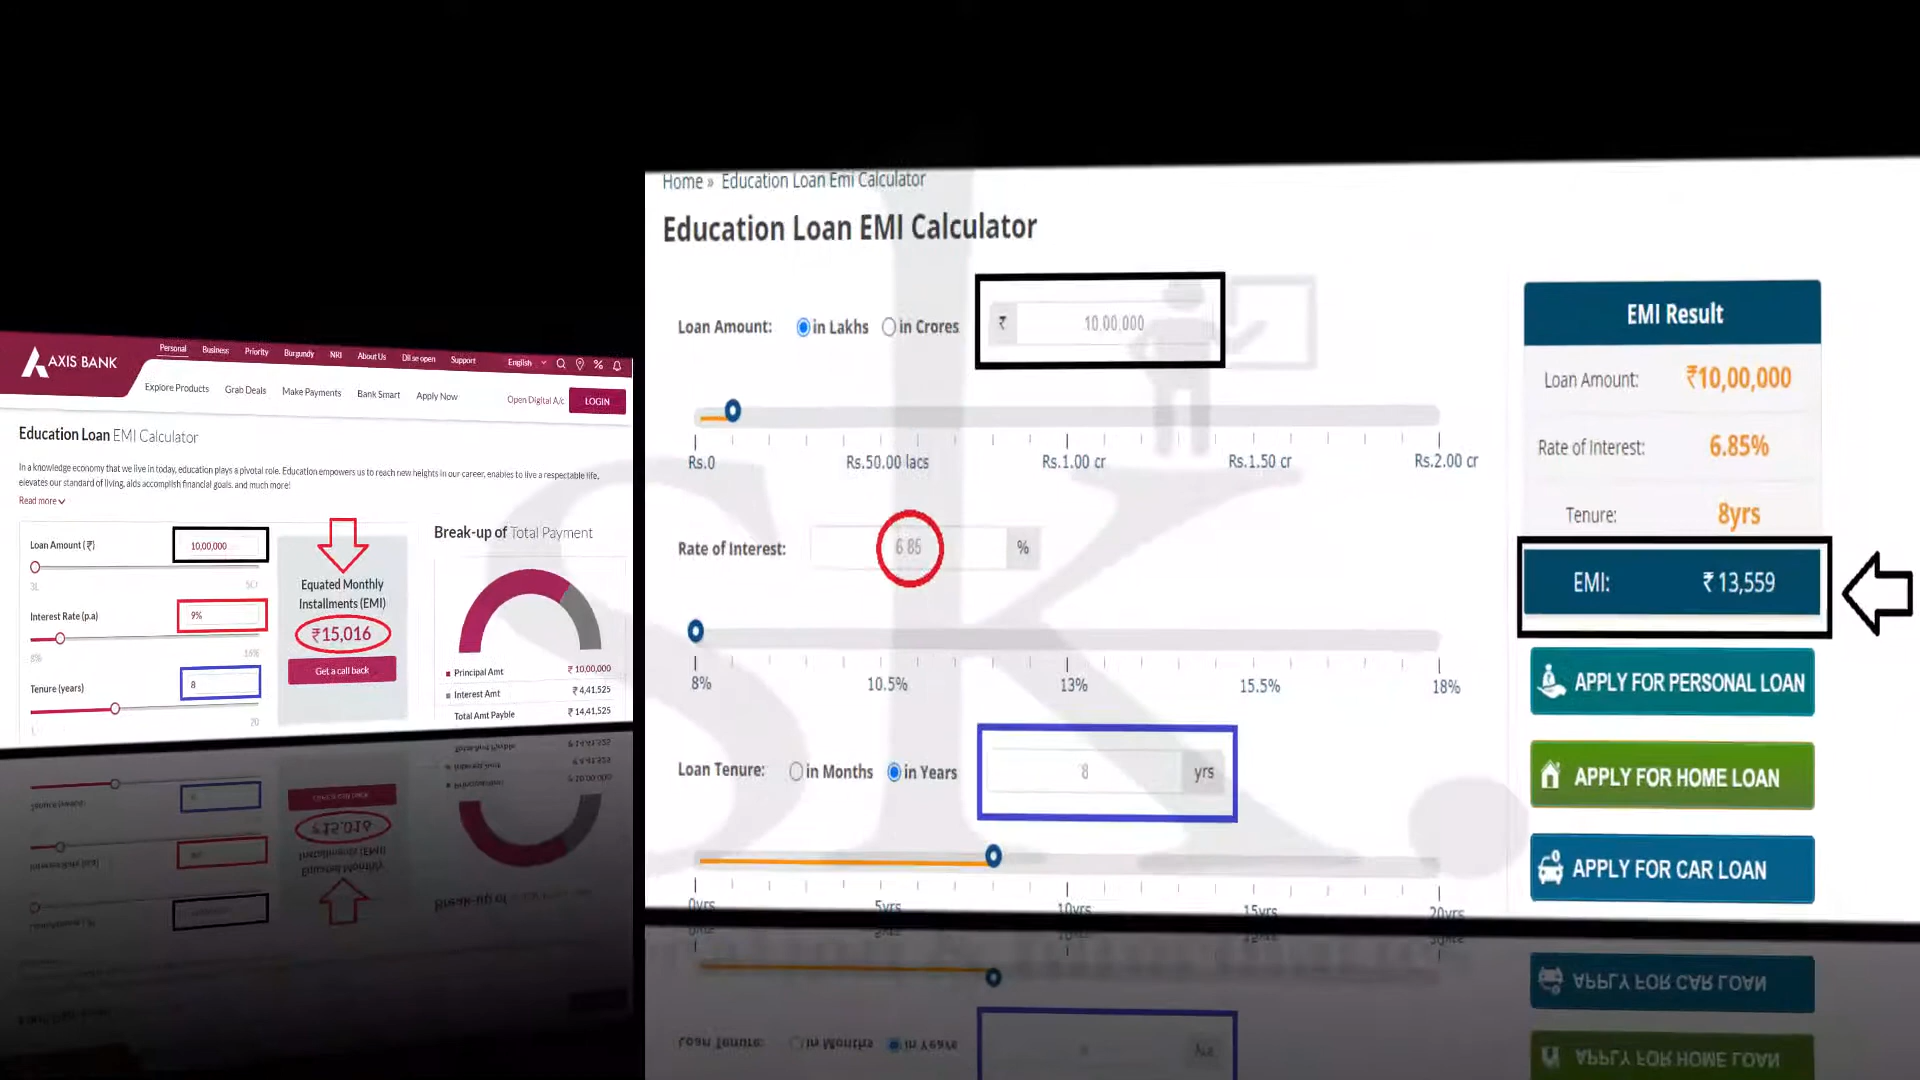 AXIS BANK
Personal Business Priority Burgundy NRI About Us Dil se open Support English
Explore Products Grab Deals Make Payments Bank Smart Apply Now Open Digital A/c LOGIN
Education Loan EMI Calculator
In a knowledge economy that we live in today, education plays a pivotal role. Education empowers us to reach new heights in our career, enables to live a respectable life,
elevates our standard of living, aids accomplish financial goals. and much more!
Read more
Loan Amount (₹) 10,00,000
3L 5Cr
Interest Rate (p.a) 9%
8% 16%
Tenure (years) 8
1 20
Equated Monthly
Installments (EMI)
₹15,016
Get a call back
Break-up of Total Payment
Principal Amt ₹ 10,00,000
Interest Amt ₹ 4,41,525
Total Amt Payble ₹ 14,41,525
Home » Education Loan Emi Calculator
Education Loan EMI Calculator
Loan Amount: in Lakhs in Crores ₹ 10,00,000
Rs.0 Rs.50.00 lacs Rs.1.00 cr Rs.1.50 cr Rs.2.00 cr
Rate of Interest: 6.85 %
8% 10.5% 13% 15.5% 18%
Loan Tenure: in Months in Years 8 yrs
0yrs 5yrs 10yrs 15yrs 20yrs
EMI Result
Loan Amount: ₹10,00,000
Rate of Interest: 6.85%
Tenure: 8yrs
EMI: ₹ 13,559
APPLY FOR PERSONAL LOAN
APPLY FOR HOME LOAN
APPLY FOR CAR LOAN
SK.